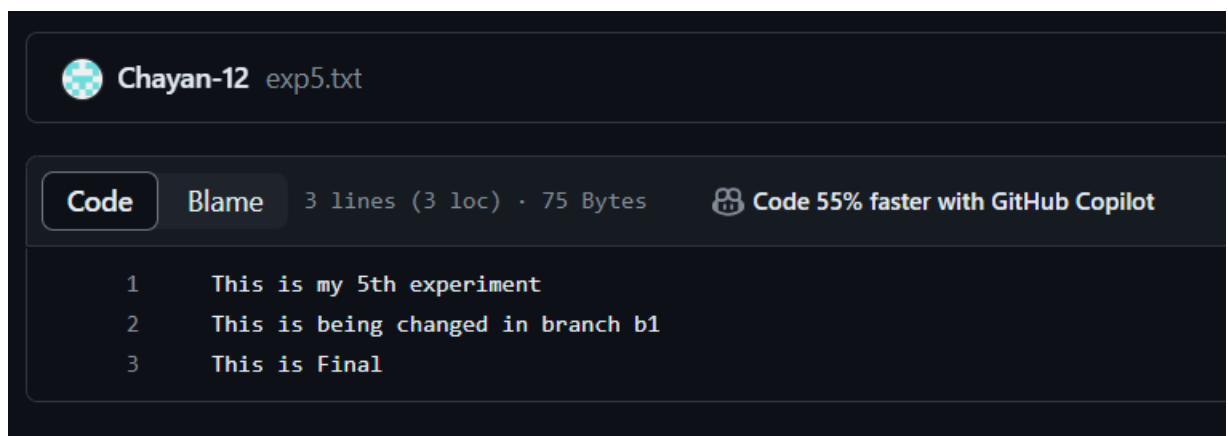 Chayan-12 exp5.txt
Code Blame 3 lines (3 loc) · 75 Bytes Code 55% faster with GitHub Copilot
1 This is my 5th experiment
2 This is being changed in branch b1
3 This is Final